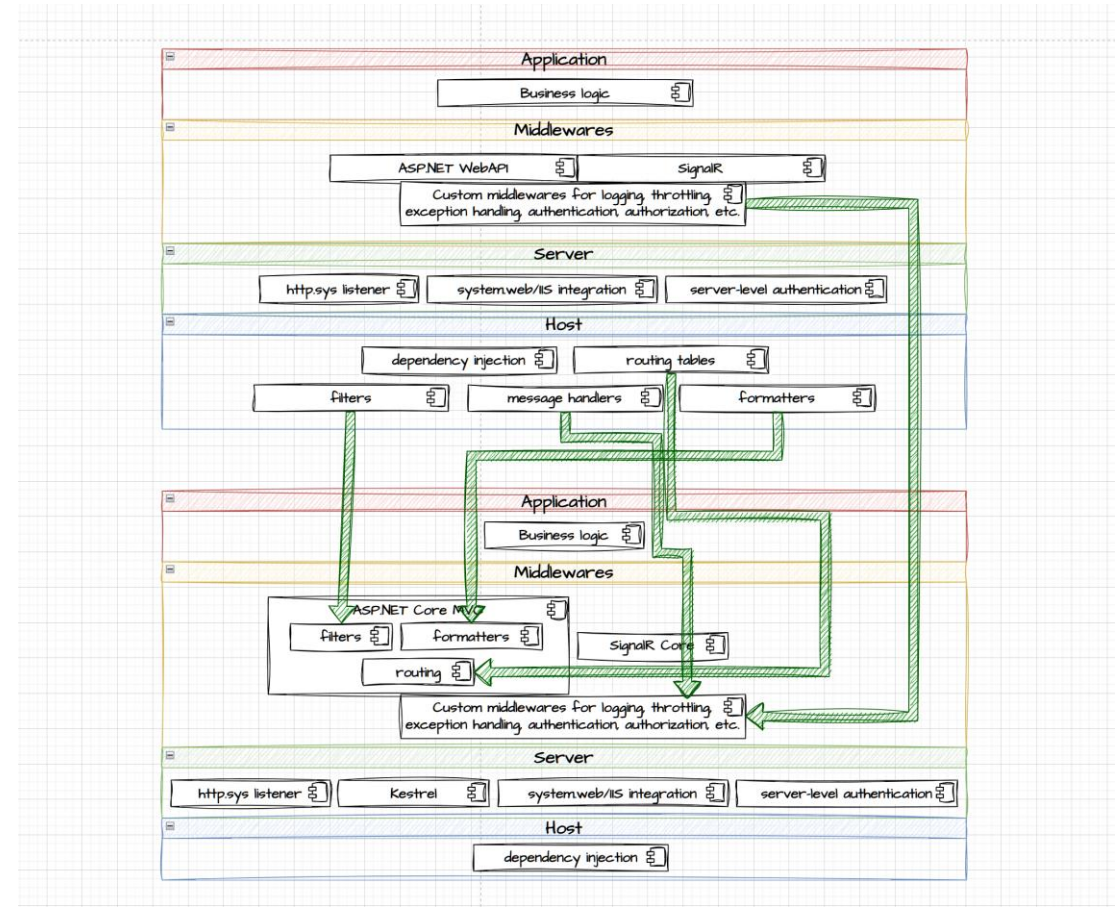 Application
Business logic
Middlewares
ASP.NET WebAPI
SignalR
Custom middlewares for logging, throttling,
exception handling, authentication, authorization, etc.
Server
http.sys listener
system.web/IIS integration
server-level authentication
Host
dependency injection
routing tables
filters
message handlers
formatters
Application
Business logic
Middlewares
ASP.NET Core MVC
filters
formatters
SignalR Core
routing
Custom middlewares for logging, throttling,
exception handling, authentication, authorization, etc.
Server
http.sys listener
Kestrel
system.web/IIS integration
server-level authentication
Host
dependency injection